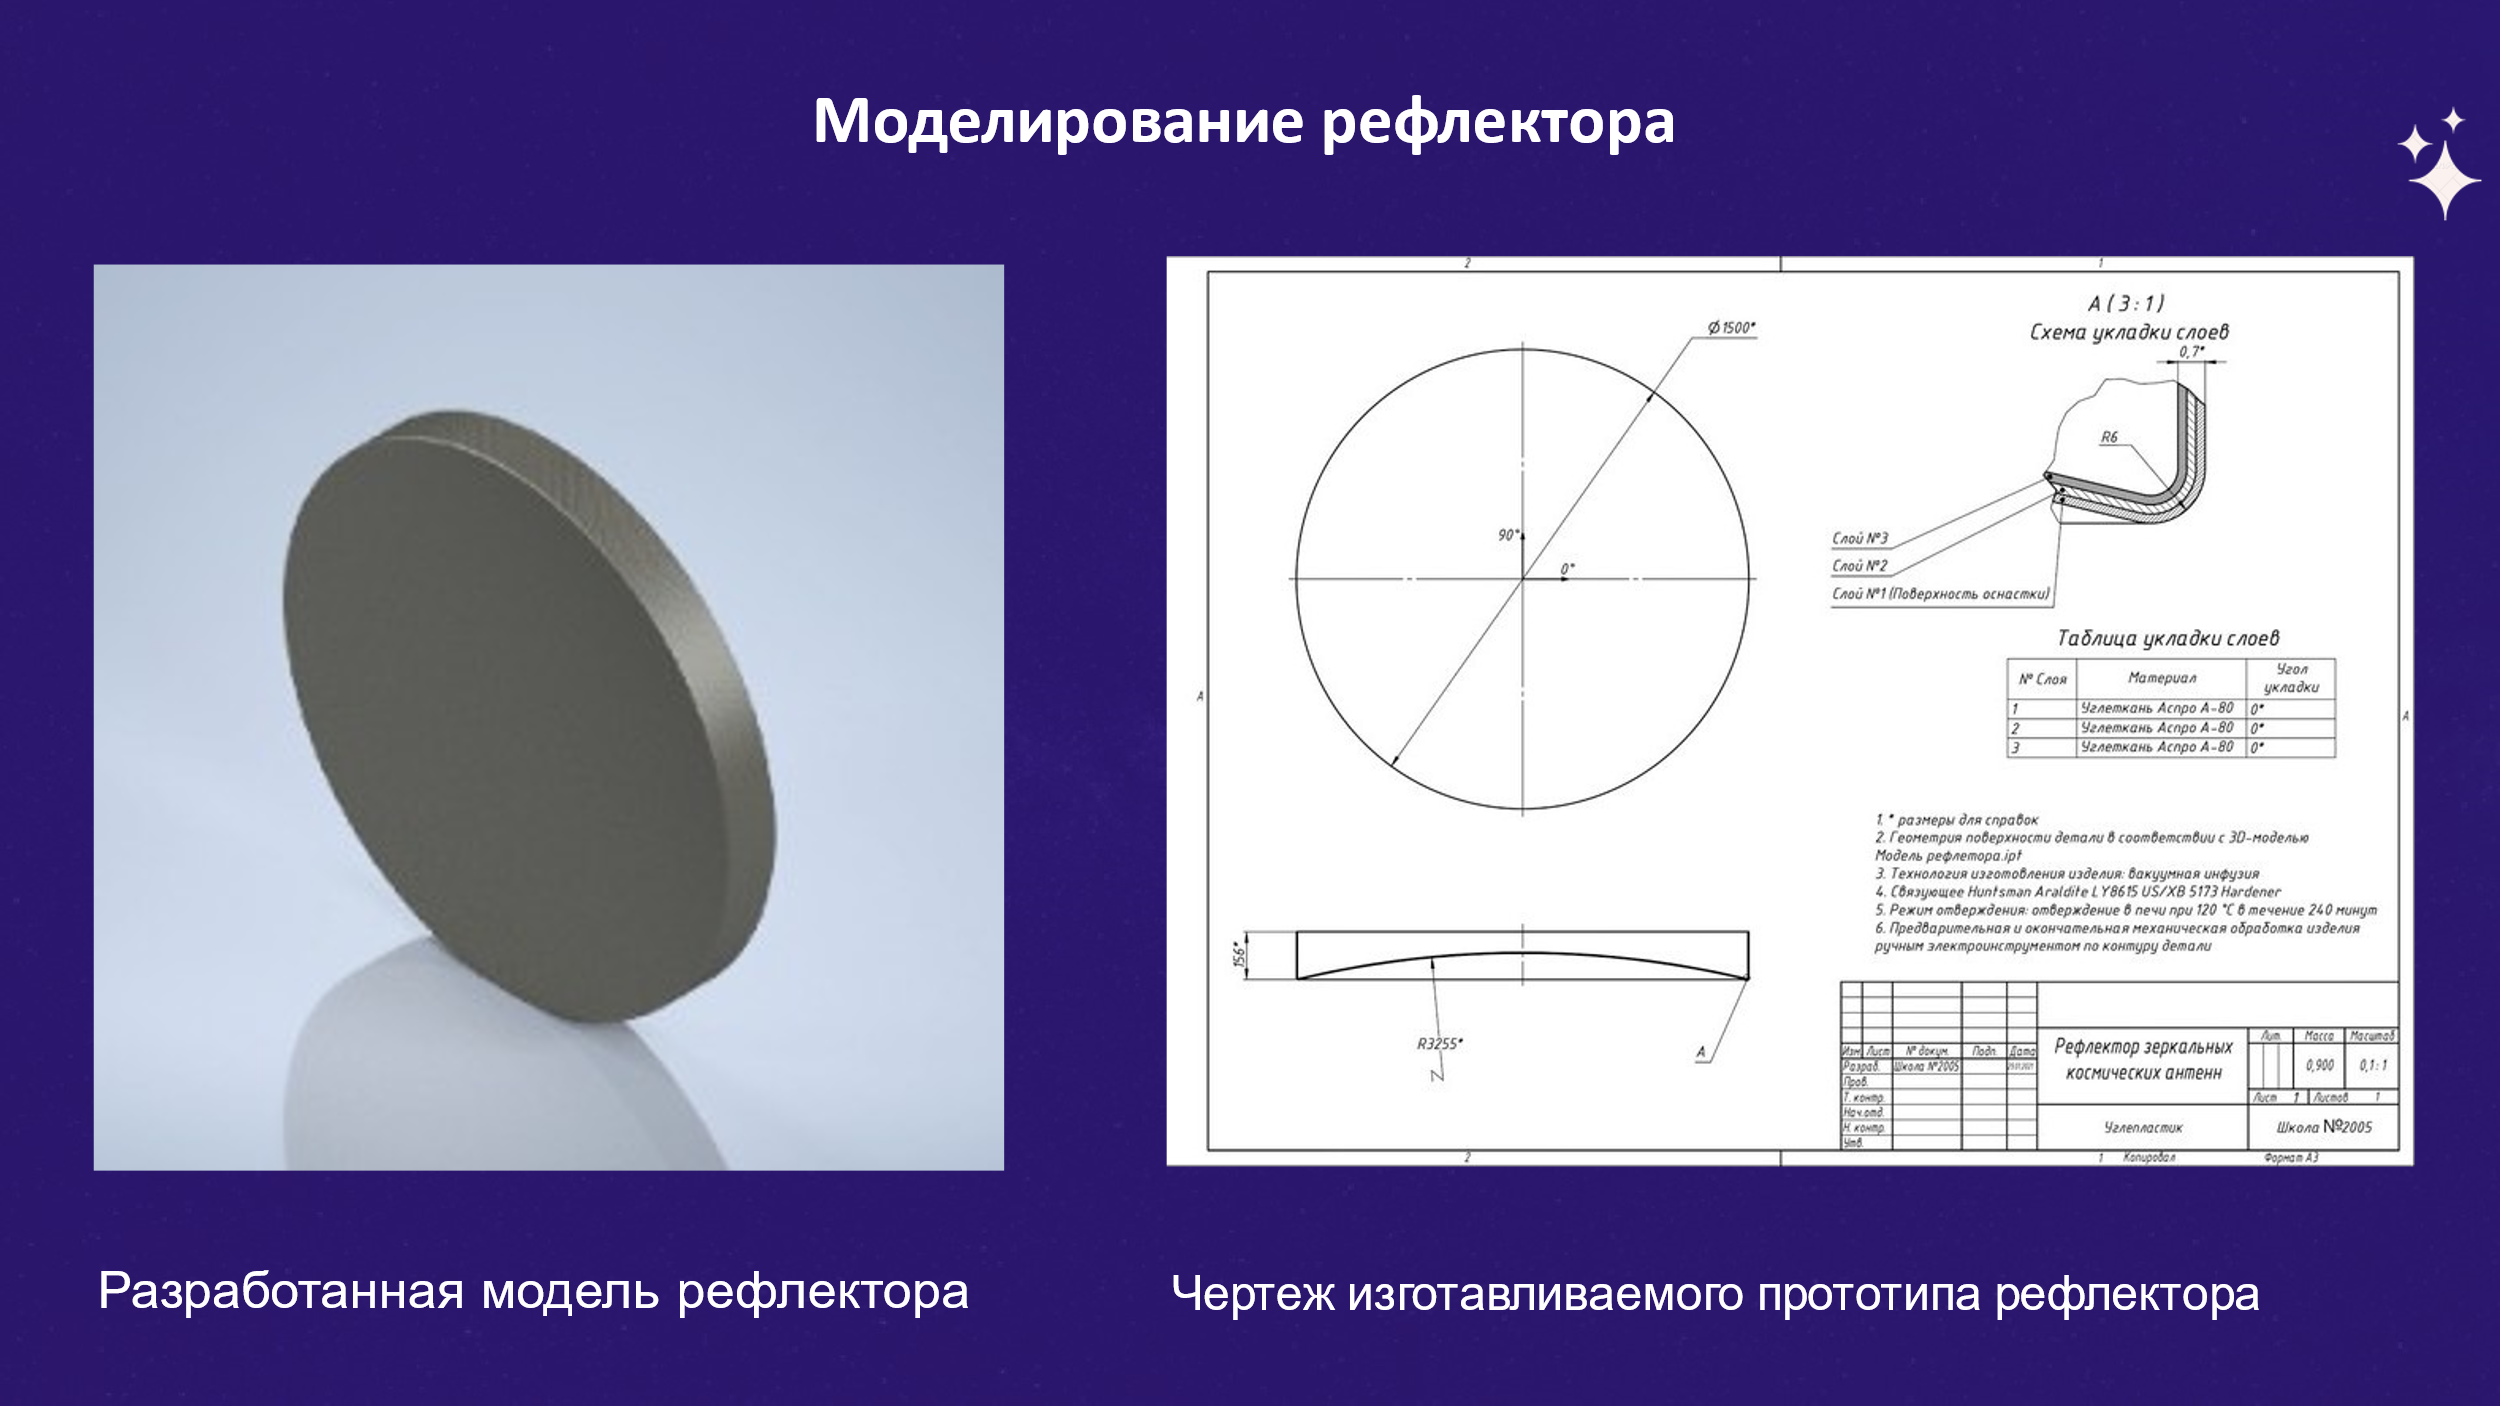 Моделирование рефлектора
2
1
А ( 3 : 1 )
Схема укладки слоев
0,7*
R6
Слой №3
Слой №2
Слой №1 (Поверхность оснастки)
Ø1500*
90°
0°
Таблица укладки слоев
№ Слоя Материал Угол
укладки
1 Углеткань Аспро А-80 0°
2 Углеткань Аспро А-80 0°
3 Углеткань Аспро А-80 0°
А
А
1. * размеры для справок
2. Геометрия поверхности детали в соответствии с 3D-моделью
Модель рефлетора.ipt
3. Технология изготовления изделия: вакуумная инфузия
4. Связующее Huntsman Araldite LY8615 US/XB 5173 Hardener
5. Режим отверждения: отверждение в печи при 120 °С в течение 240 минут
6. Предварительная и окончательная механическая обработка изделия
ручным электроинструментом по контуру детали
156*
R3255*
А
Изм. Лист № докум. Подп. Дата
Разраб. Школа №2005
Пров.
Т. контр.
Нач.отд.
Н. контр.
Утв.
Рефлектор зеркальных
космических антенн
Лит. Масса Масштаб
0,900 0,1 : 1
Лист 1 Листов 1
Углепластик
Школа №2005
2
1 Копировал Формат А3
Разработанная модель рефлектора
Чертеж изготавливаемого прототипа рефлектора